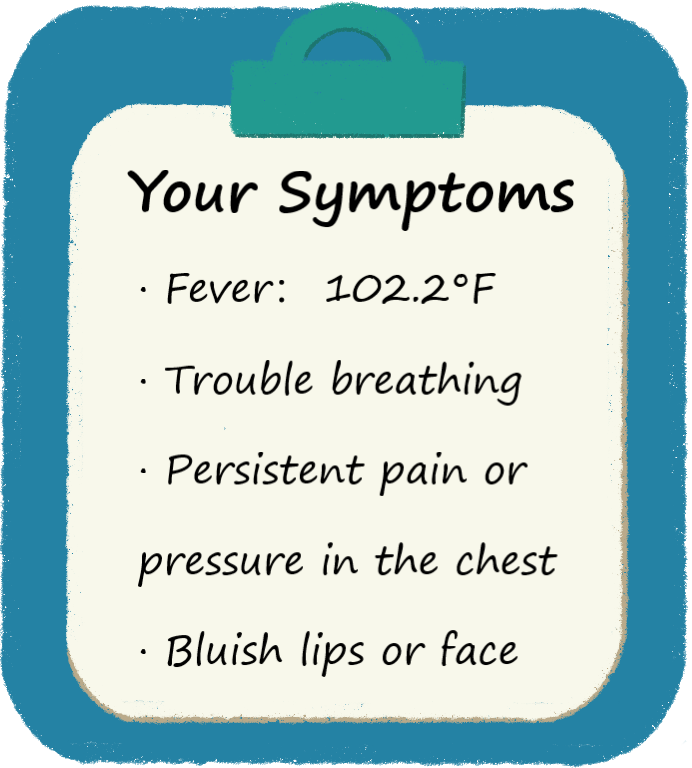 Your Symptoms
· Fever: 102.2°F
· Trouble breathing
· Persistent pain or
pressure in the chest
· Bluish lips or face